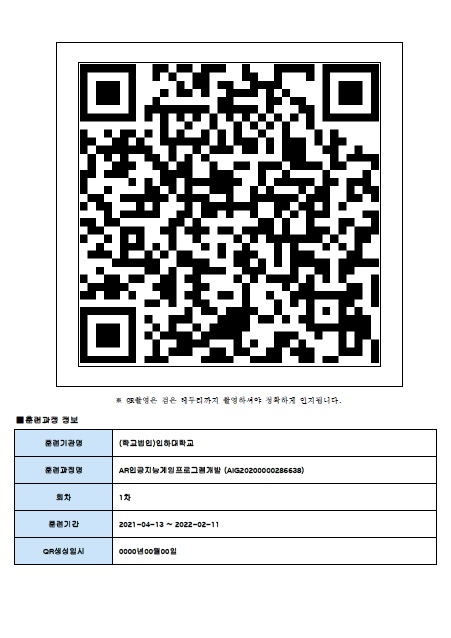 ※ QR촬영은 검은 테두리까지 촬영하셔야 정확하게 인지됩니다.
■훈련과정 정보
훈련기관명 (학교법인)인하대학교
훈련과정명 AR인공지능게임프로그램개발 (AIG20200000286638)
회차 1차
훈련기간 2021-04-13 ~ 2022-02-11
QR생성일시 0000년00월00일